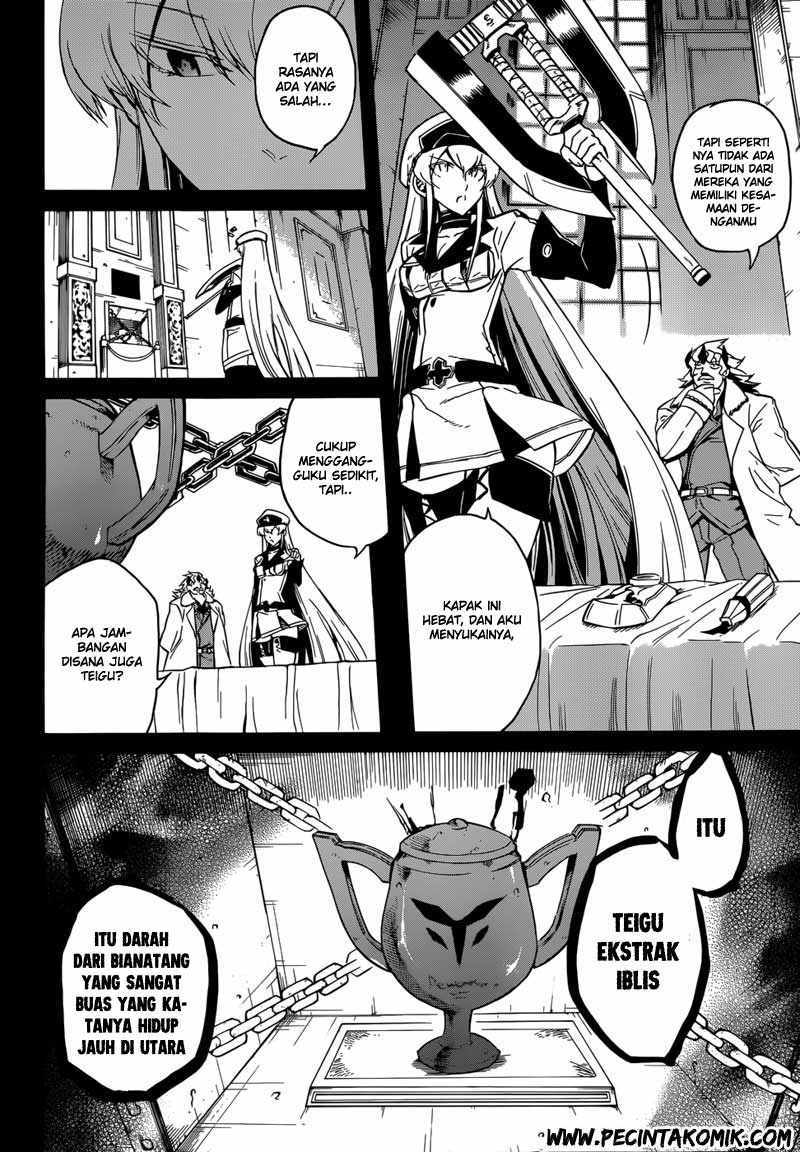 TAPI SEPERTI
NYA TIDAK ADA
SATUPUN DARI
MEREKA YANG
MEMILIKI KESA-
MAAN DE-
NGANMU
KAPAK INI
HEBAT, DAN AKU
MENYUKAINYA,
TAPI
RASANYA
ADA YANG
SALAH...
CUKUP
MENGGANG-
GUKU SEDIKIT,
TAPI..
APA JAM-
BANGAN
DISANA JUGA
TEIGU?
ITU
TEIGU
EKSTRAK
IBLIS
ITU DARAH
DARI BIANATANG
YANG SANGAT
BUAS YANG KA-
TANYA HIDUP
JAUH DI UTARA
WWW.PECINTAKOMIK.COM